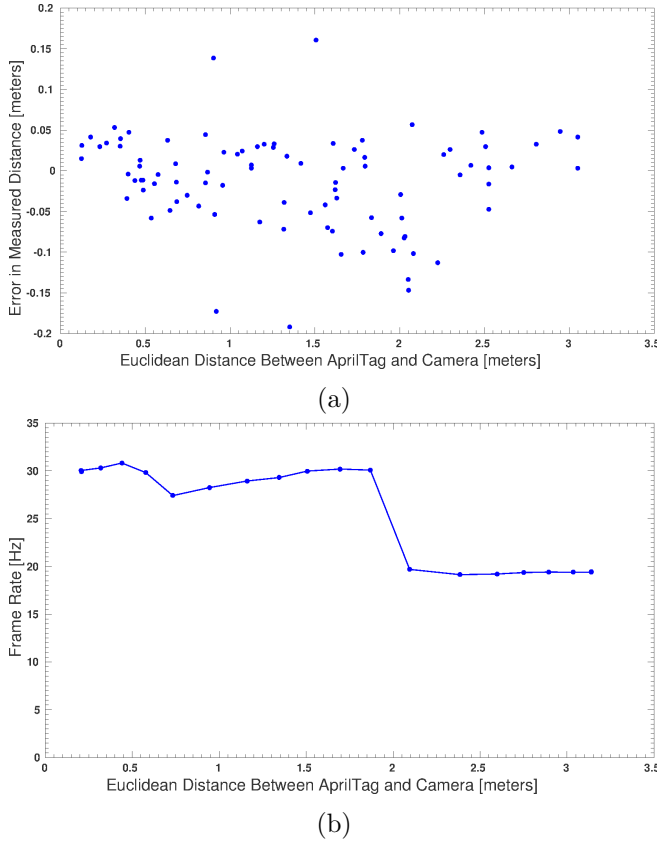 0.2
0.15
0.1
0.05
0
-0.05
-0.1
-0.15
-0.2
Error in Measured Distance [meters]
0 0.5 1 1.5 2 2.5 3 3.5
Euclidean Distance Between AprilTag and Camera [meters]
(a)
35
30
25
20
15
10
5
0
Frame Rate [Hz]
0 0.5 1 1.5 2 2.5 3 3.5
Euclidean Distance Between AprilTag and Camera [meters]
(b)